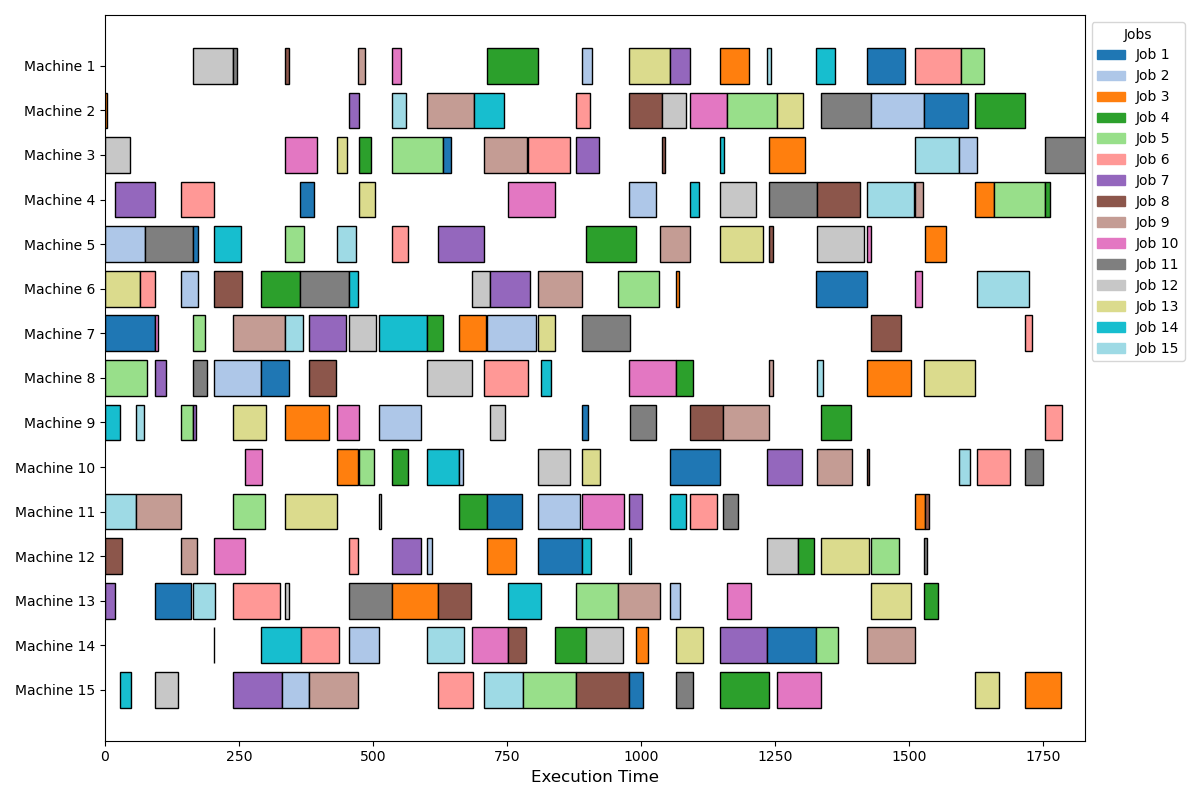 Machine 1
Machine 2
Machine 3
Machine 4
Machine 5
Machine 6
Machine 7
Machine 8
Machine 9
Machine 10
Machine 11
Machine 12
Machine 13
Machine 14
Machine 15
0 250 500 750 1000 1250 1500 1750
Execution Time
Jobs
Job 1
Job 2
Job 3
Job 4
Job 5
Job 6
Job 7
Job 8
Job 9
Job 10
Job 11
Job 12
Job 13
Job 14
Job 15